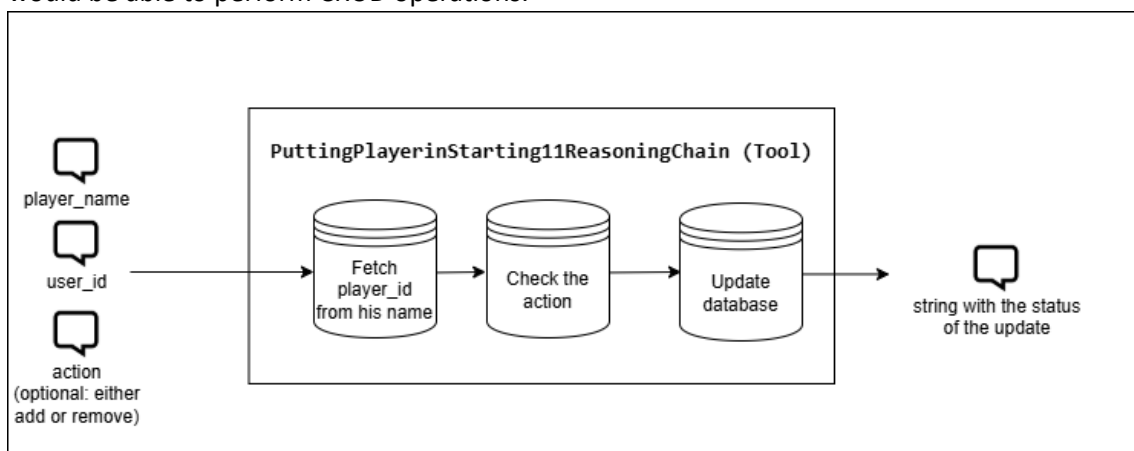 would be able to perform CRUD operations.
PuttingPlayerinStarting11ReasoningChain (Tool)
player_name
user_id
action
(optional: either
add or remove)
Fetch
player_id
from his name
Check the
action
Update
database
string with the status
of the update